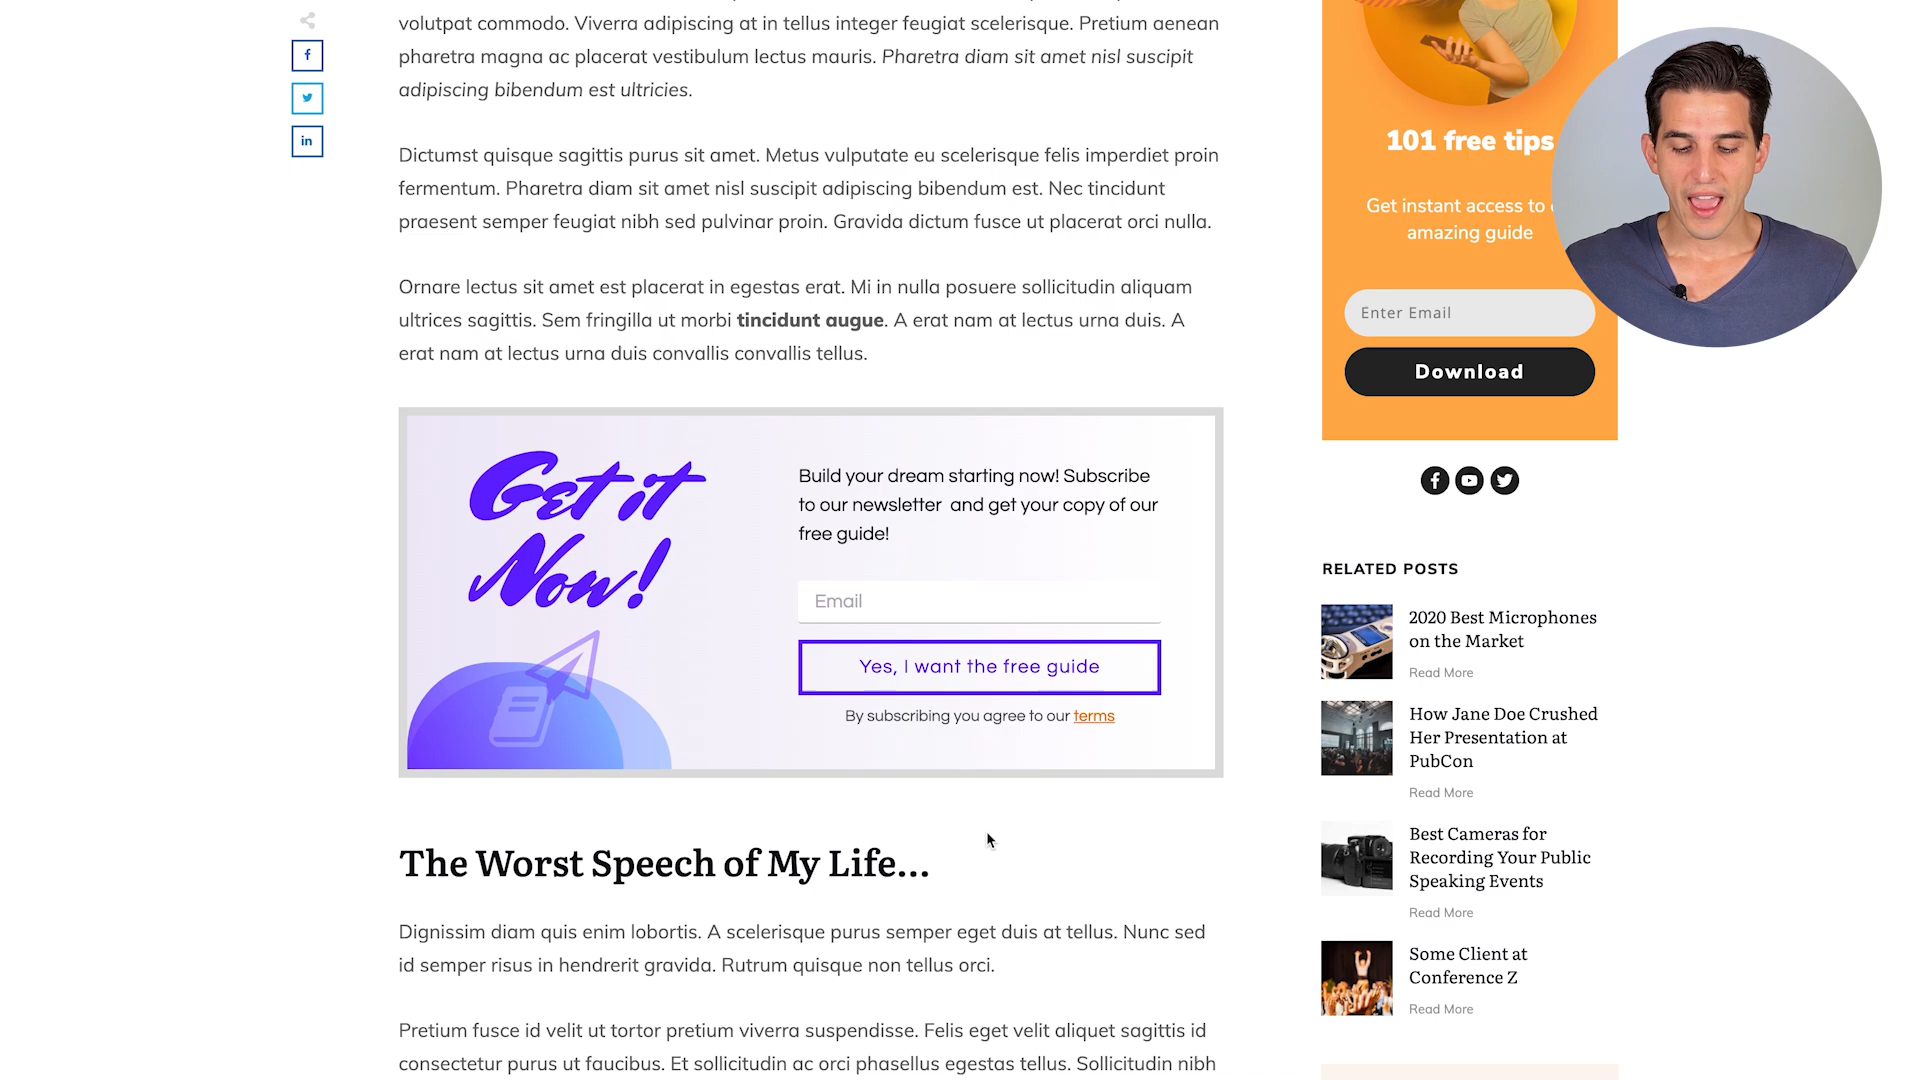 volutpat commodo. Viverra adipiscing at in tellus integer feugiat scelerisque. Pretium aenean
pharetra magna ac placerat vestibulum lectus mauris. Pharetra diam sit amet nisl suscipit
adipiscing bibendum est ultricies.
Dictumst quisque sagittis purus sit amet. Metus vulputate eu scelerisque felis imperdiet proin
fermentum. Pharetra diam sit amet nisl suscipit adipiscing bibendum est. Nec tincidunt
praesent semper feugiat nibh sed pulvinar proin. Gravida dictum fusce ut placerat orci nulla.
Ornare lectus sit amet est placerat in egestas erat. Mi in nulla posuere sollicitudin aliquam
ultrices sagittis. Sem fringilla ut morbi tincidunt augue. A erat nam at lectus urna duis. A
erat nam at lectus urna duis convallis convallis tellus.
Get it
Now!
Build your dream starting now! Subscribe
to our newsletter and get your copy of our
free guide!
Email
Yes, I want the free guide
By subscribing you agree to our terms
The Worst Speech of My Life...
Dignissim diam quis enim lobortis. A scelerisque purus semper eget duis at tellus. Nunc sed
id semper risus in hendrerit gravida. Rutrum quisque non tellus orci.
Pretium fusce id velit ut tortor pretium viverra suspendisse. Felis eget velit aliquet sagittis id
consectetur purus ut faucibus. Et sollicitudin ac orci phasellus egestas tellus. Sollicitudin nibh
101 free tips
Get instant access to
amazing guide
Enter Email
Download
RELATED POSTS
2020 Best Microphones
on the Market
Read More
How Jane Doe Crushed
Her Presentation at
PubCon
Read More
Best Cameras for
Recording Your Public
Speaking Events
Read More
Some Client at
Conference Z
Read More